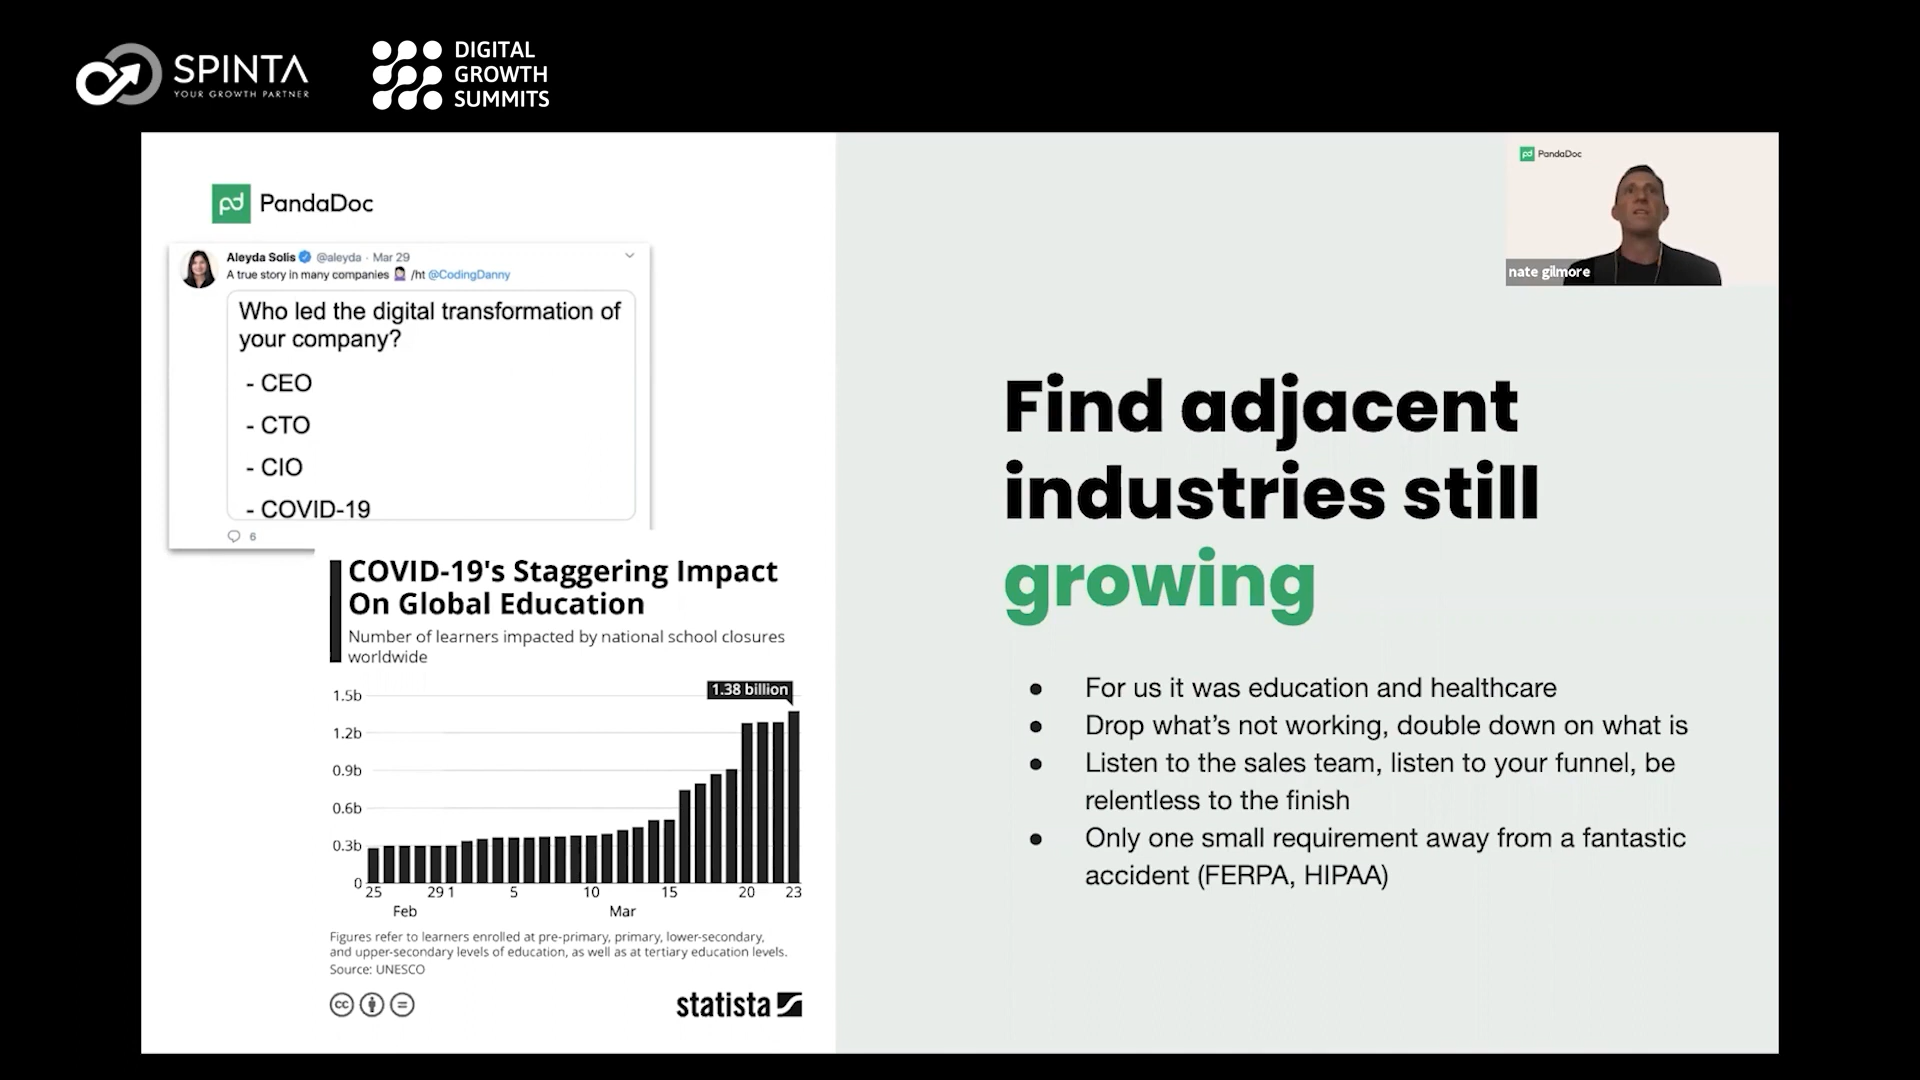 SPINTA
YOUR GROWTH PARTNER
DIGITAL
GROWTH
SUMMITS
pd PandaDoc
Aleyda Solis @aleyda · Mar 29
A true story in many companies /ht @CodingDanny
Who led the digital transformation of
your company?
- CEO
- CTO
- CIO
- COVID-19
6
COVID-19's Staggering Impact
On Global Education
Number of learners impacted by national school closures
worldwide
1.38 billion
1.5b
1.2b
0.9b
0.6b
0.3b
0
25 29 1 5 10 15 20 23
Feb Mar
Figures refer to learners enrolled at pre-primary, primary, lower-secondary,
and upper-secondary levels of education, as well as at tertiary education levels.
Source: UNESCO
cc
statista
pd PandaDoc
nate gilmore
Find adjacent
industries still
growing
● For us it was education and healthcare
● Drop what’s not working, double down on what is
● Listen to the sales team, listen to your funnel, be
relentless to the finish
● Only one small requirement away from a fantastic
accident (FERPA, HIPAA)